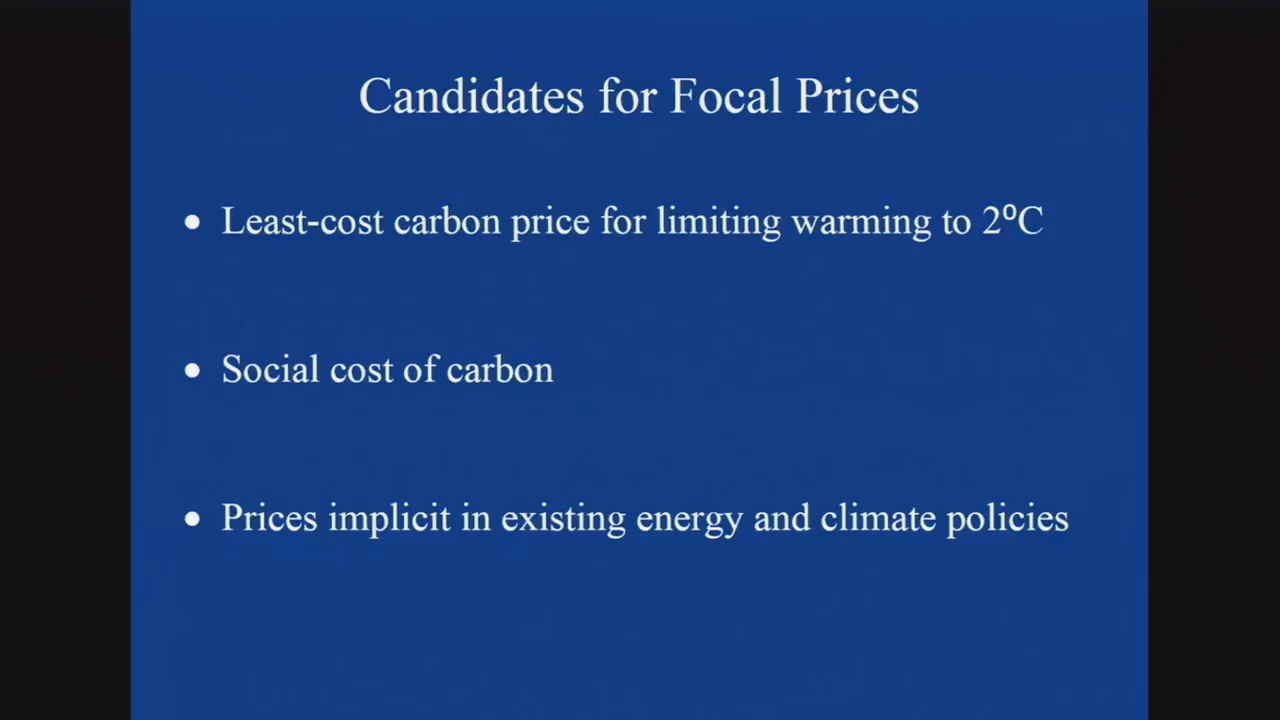 Candidates for Focal Prices
• Least-cost carbon price for limiting warming to 2⁰C
• Social cost of carbon
• Prices implicit in existing energy and climate policies